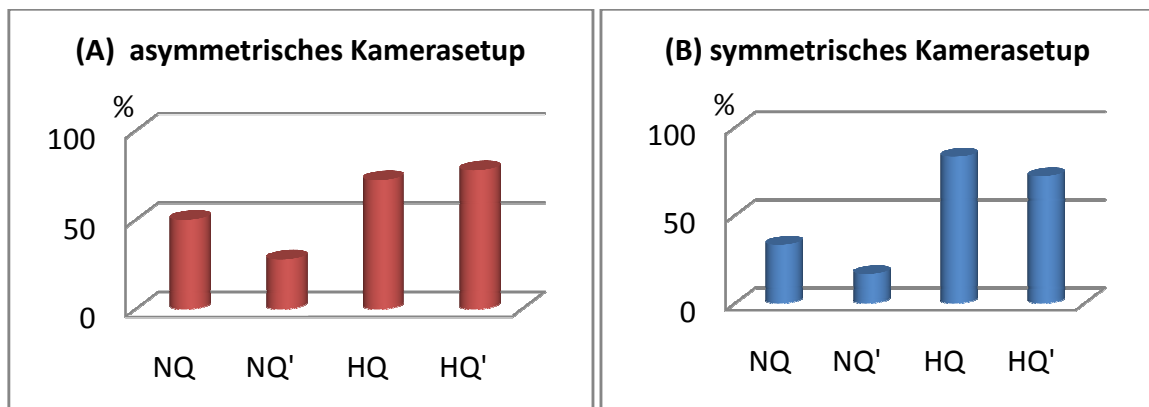 (A) asymmetrisches Kamerasetup
%
100
50
0
NQ NQ' HQ HQ'
(B) symmetrisches Kamerasetup
%
100
50
0
NQ NQ' HQ HQ'